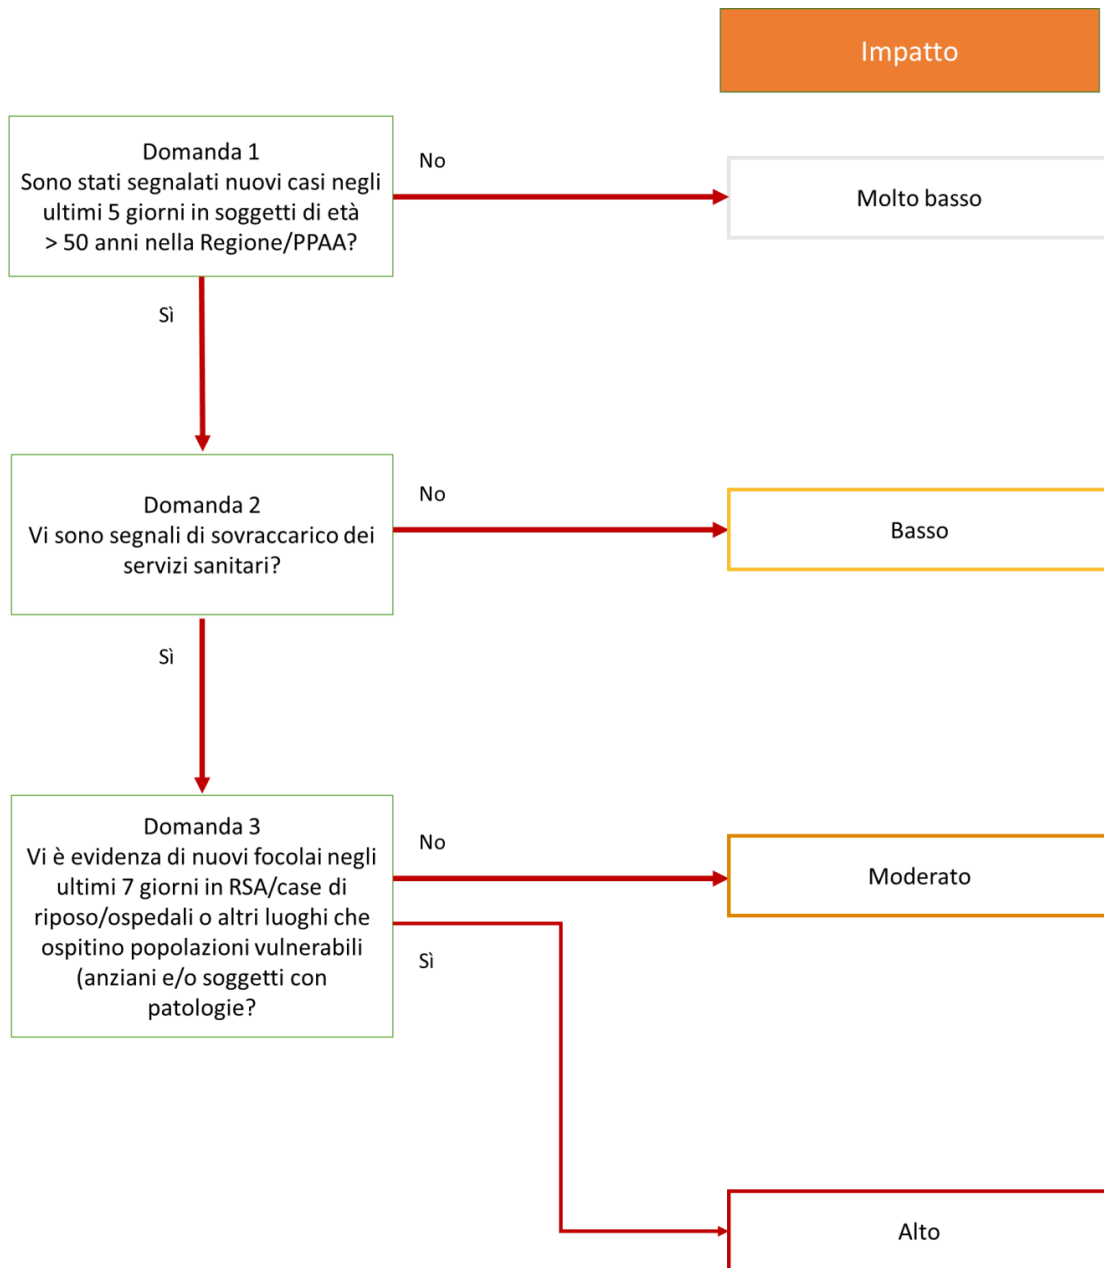 Impatto
Domanda 1
Sono stati segnalati nuovi casi negli
ultimi 5 giorni in soggetti di età
> 50 anni nella Regione/PPAA?
No
Molto basso
Sì
Domanda 2
Vi sono segnali di sovraccarico dei
servizi sanitari?
No
Basso
Sì
Domanda 3
Vi è evidenza di nuovi focolai negli
ultimi 7 giorni in RSA/case di
riposo/ospedali o altri luoghi che
ospitino popolazioni vulnerabili
(anziani e/o soggetti con
patologie?
No
Moderato
Sì
Alto